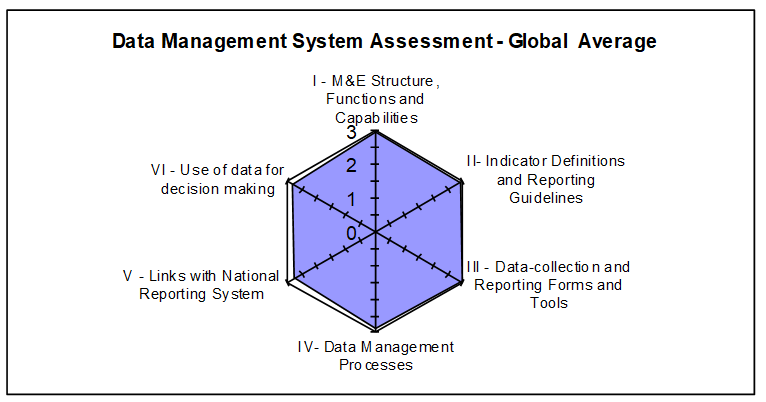 Data Management System Assessment - Global Average
I - M&E Structure,
Functions and
Capabilities
3
2
1
0
II- Indicator Definitions
and Reporting
Guidelines
III - Data-collection and
Reporting Forms and
Tools
IV- Data Management
Processes
V - Links with National
Reporting System
VI - Use of data for
decision making